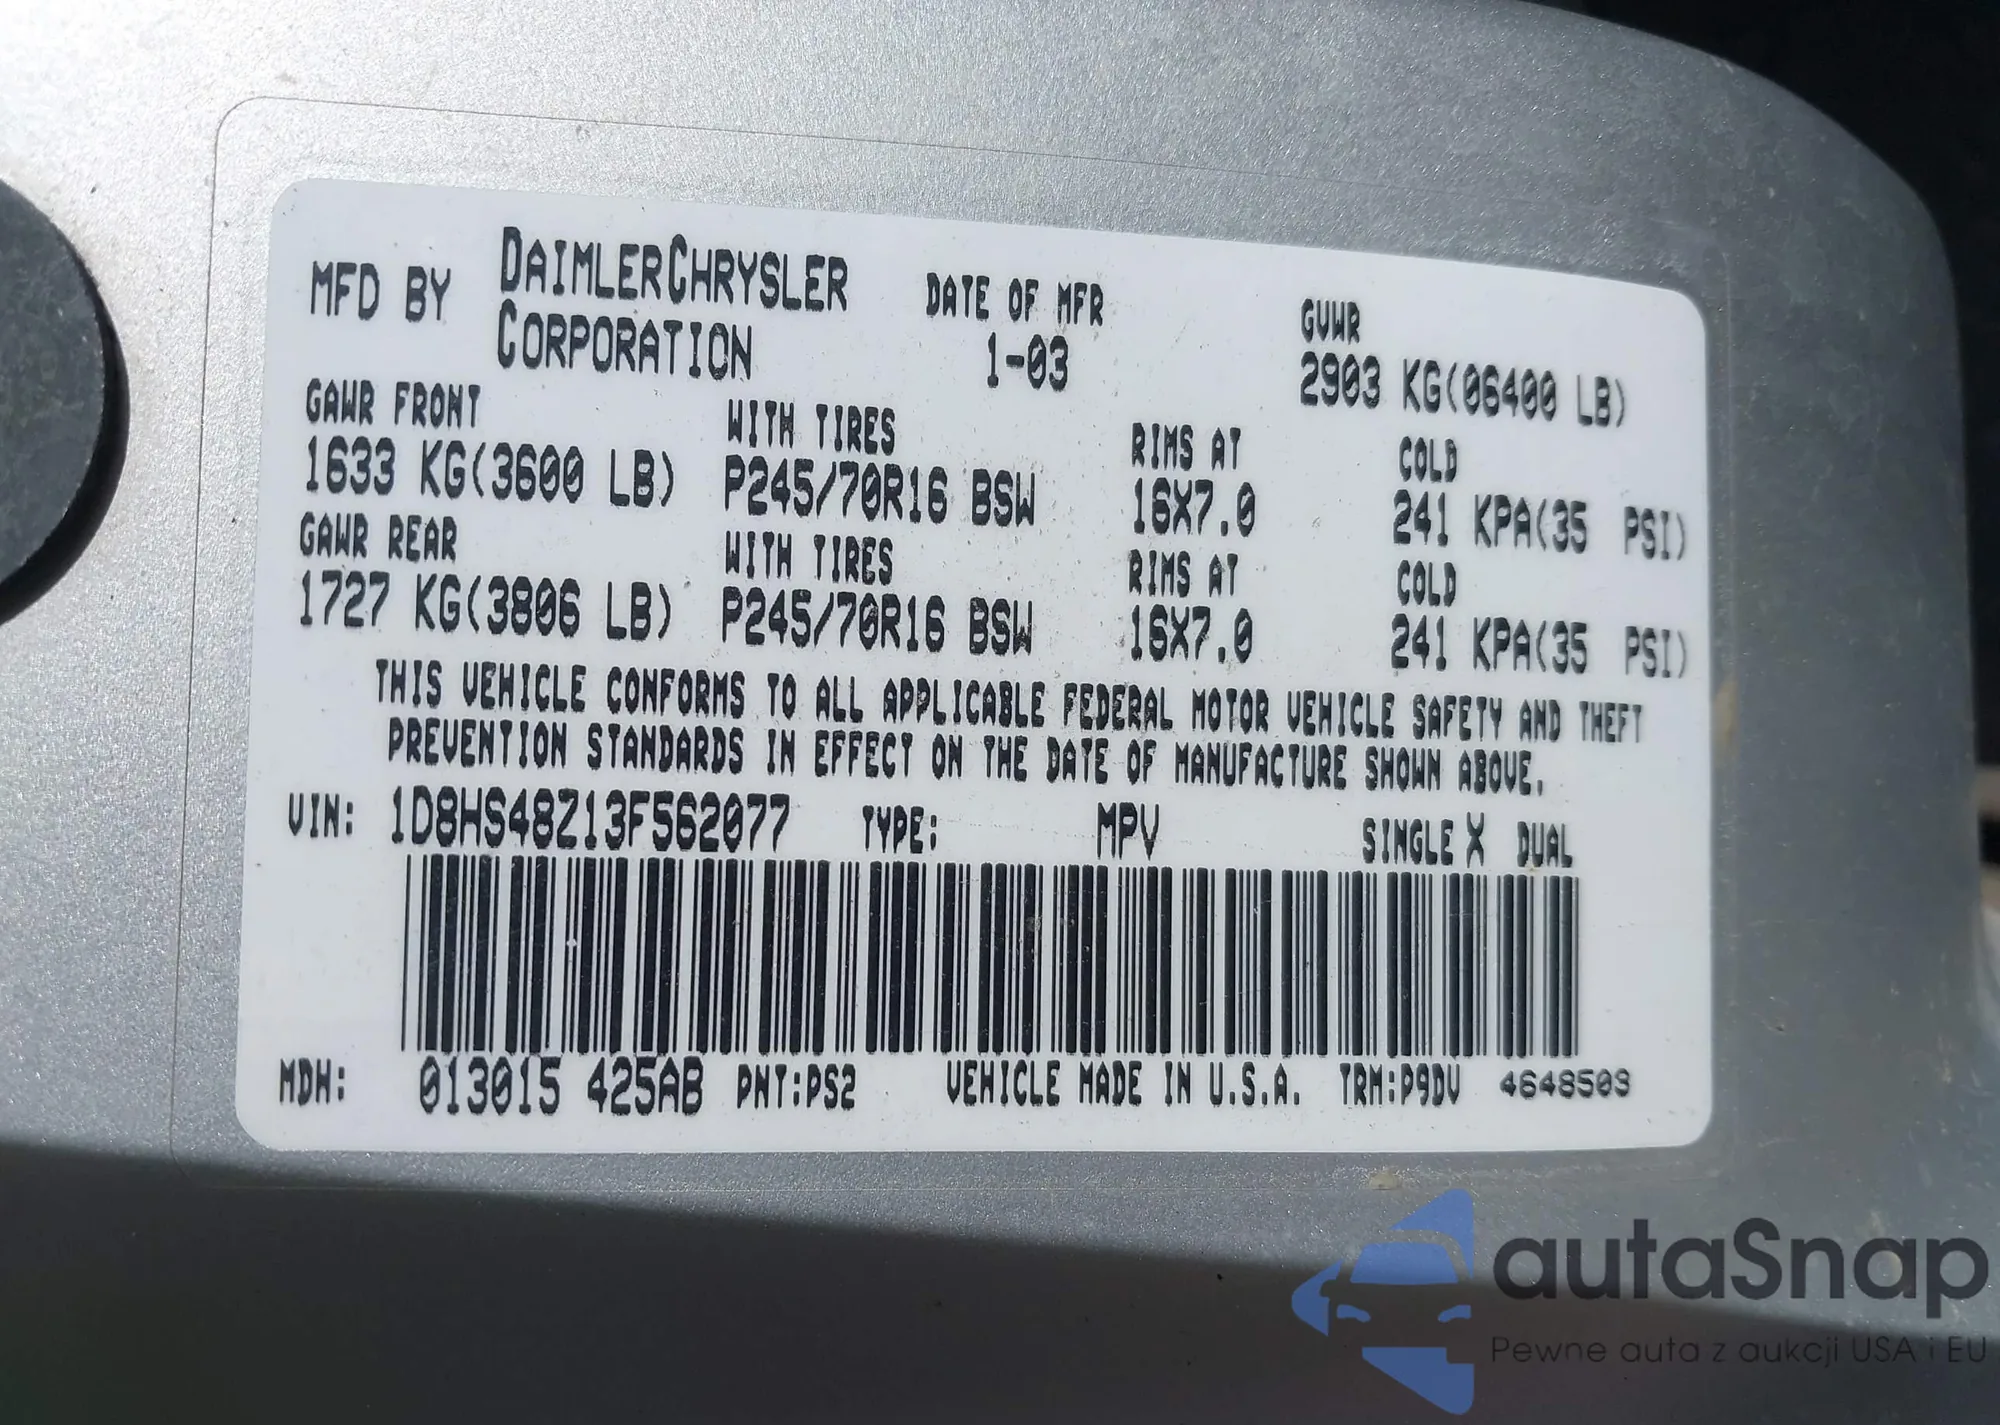 MFD BY DAIMLERCHRYSLER CORPORATION DATE OF MFR 1-03 GVWR 2903 KG(06400 LB)
GAWR FRONT WITH TIRES RIMS AT COLD
1633 KG(3600 LB) P245/70R16 BSW 16X7.0 241 KPA(35 PSI)
GAWR REAR WITH TIRES RIMS AT COLD
1727 KG(3806 LB) P245/70R16 BSW 16X7.0 241 KPA(35 PSI)
THIS VEHICLE CONFORMS TO ALL APPLICABLE FEDERAL MOTOR VEHICLE SAFETY AND THEFT
PREVENTION STANDARDS IN EFFECT ON THE DATE OF MANUFACTURE SHOWN ABOVE.
VIN: 1D8HS48Z13F562077 TYPE: MPV SINGLE X DUAL
MDH: 013015 425AB PNT:PS2 VEHICLE MADE IN U.S.A. TRM:P9DV 4648503
autaSnap
Pewne auta z aukcji USA i EU